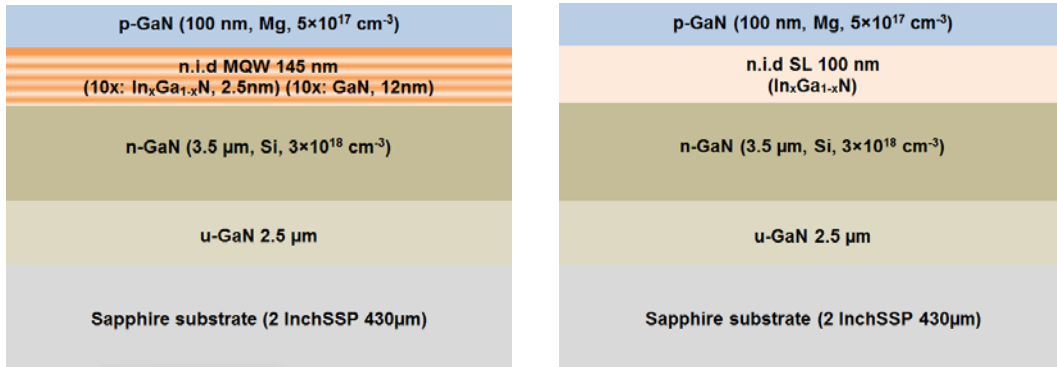 p-GaN (100 nm, Mg, 5×10¹⁷ cm⁻³)
n.i.d MQW 145 nm
(10x: InₓGa₁₋ₓN, 2.5nm) (10x: GaN, 12nm)
n-GaN (3.5 µm, Si, 3×10¹⁸ cm⁻³)
u-GaN 2.5 µm
Sapphire substrate (2 InchSSP 430µm)
p-GaN (100 nm, Mg, 5×10¹⁷ cm⁻³)
n.i.d SL 100 nm
(InₓGa₁₋ₓN)
n-GaN (3.5 µm, Si, 3×10¹⁸ cm⁻³)
u-GaN 2.5 µm
Sapphire substrate (2 InchSSP 430µm)